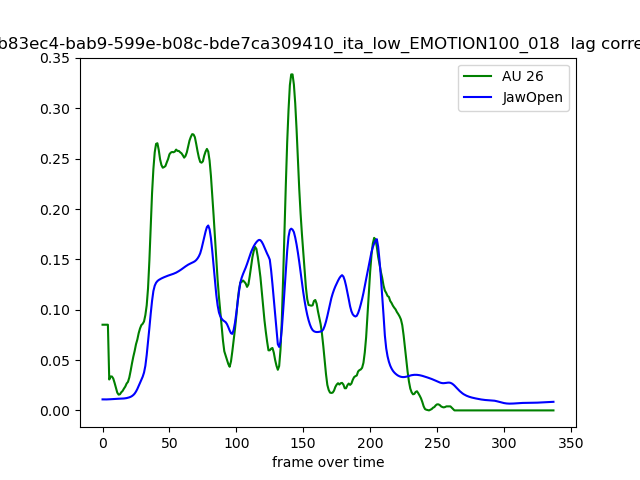 b83ec4-bab9-599e-b08c-bde7ca309410_ita_low_EMOTION100_018 lag corre
AU 26
JawOpen
0.35
0.30
0.25
0.20
0.15
0.10
0.05
0.00
0 50 100 150 200 250 300 350
frame over time